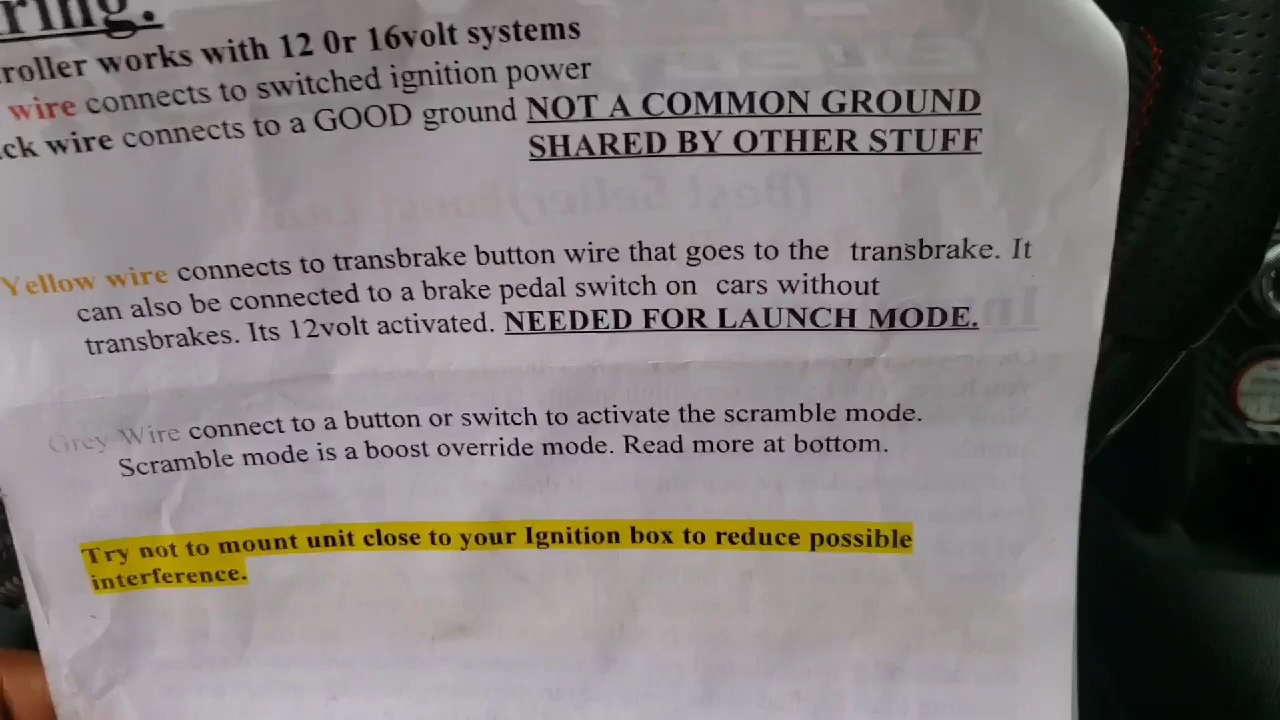 ring.
roller works with 12 0r 16volt systems
wire connects to switched ignition power
ck wire connects to a GOOD ground NOT A COMMON GROUND
SHARED BY OTHER STUFF
Yellow wire connects to transbrake button wire that goes to the transbrake. It
can also be connected to a brake pedal switch on cars without
transbrakes. Its 12volt activated. NEEDED FOR LAUNCH MODE.
Grey Wire connect to a button or switch to activate the scramble mode.
Scramble mode is a boost override mode. Read more at bottom.
Try not to mount unit close to your Ignition box to reduce possible
interference.